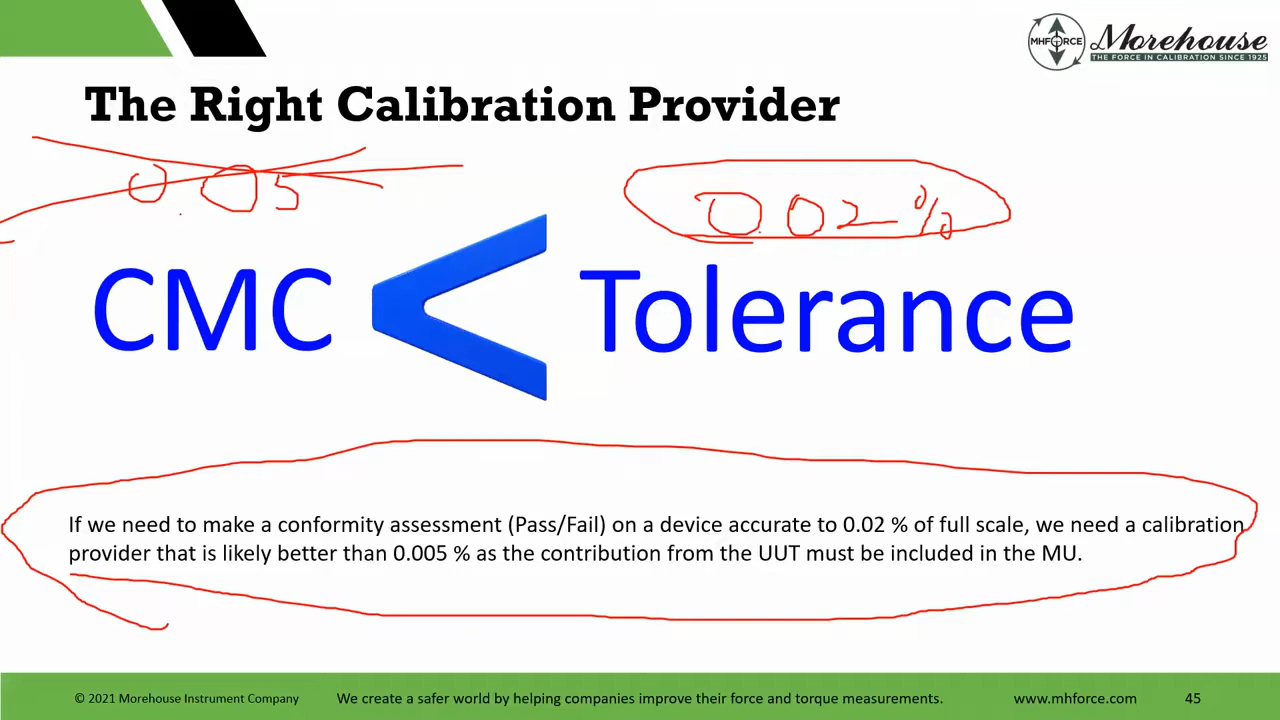 MHFORCE Morehouse
THE FORCE IN CALIBRATION SINCE 1925
The Right Calibration Provider
0.05
0.02%
CMC < Tolerance
If we need to make a conformity assessment (Pass/Fail) on a device accurate to 0.02 % of full scale, we need a calibration
provider that is likely better than 0.005 % as the contribution from the UUT must be included in the MU.
© 2021 Morehouse Instrument Company We create a safer world by helping companies improve their force and torque measurements. www.mhforce.com 45